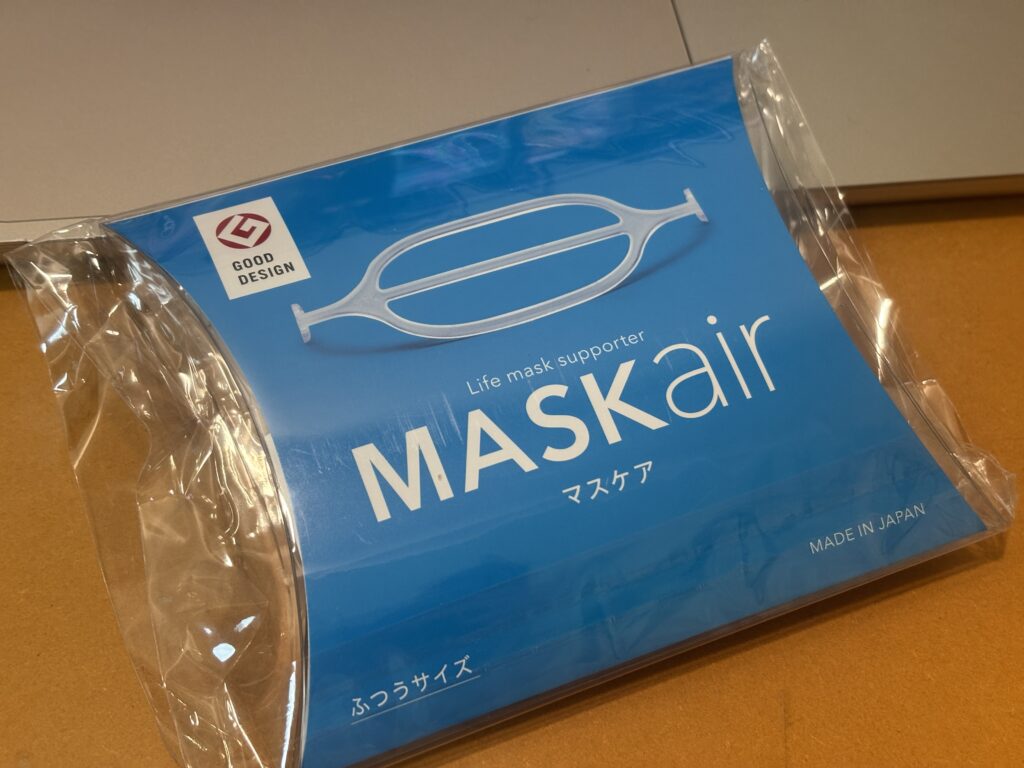 GOOD
DESIGN
Life mask supporter
MASKair
マスケア
MADE IN JAPAN
ふつうサイズ